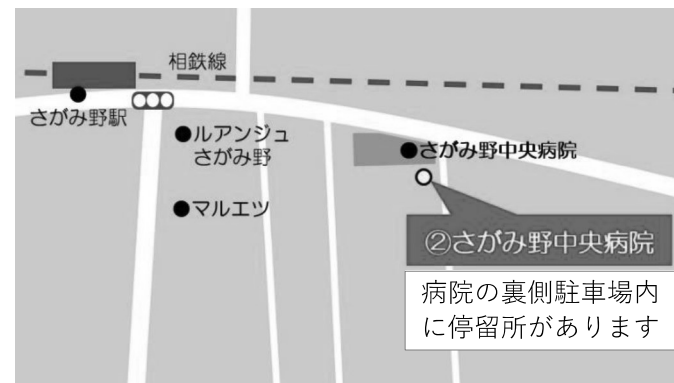 相鉄線
さがみ野駅
ルアンジュ
さがみ野
さがみ野中央病院
マルエツ
②さがみ野中央病院
病院の裏側駐車場内
に停留所があります